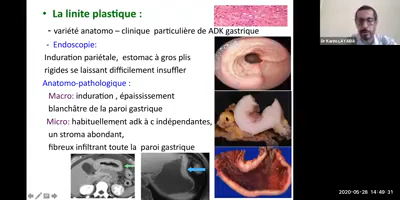 • La linite plastique :
- variété anatomo – clinique particulière de ADK gastrique
- Endoscopie:
Induration pariétale, estomac à gros plis
rigides se laissant difficilement insuffler
Anatomo-pathologique :
Macro: induration , épaississement
blanchâtre de la paroi gastrique
Micro: habituellement adk à c indépendantes,
un stroma abondant,
fibreux infiltrant toute la paroi gastrique
2020-05-28 14:49:31